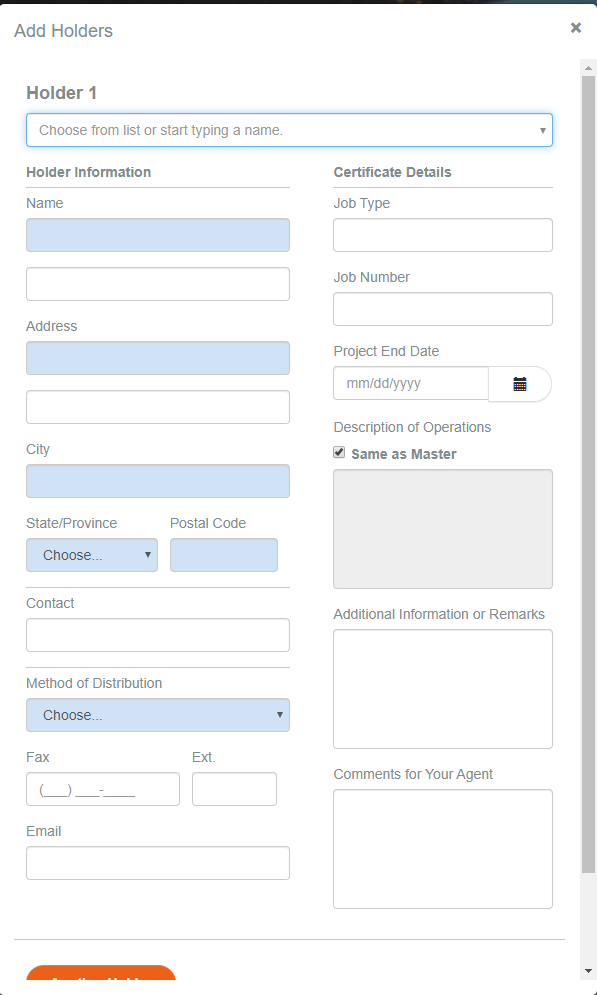 Add Holders
×
Holder 1
Choose from list or start typing a name.
Holder Information
Name
Address
City
State/Province Postal Code
Choose...
Contact
Method of Distribution
Choose...
Fax Ext.
(___) ___-____
Email
Certificate Details
Job Type
Job Number
Project End Date
mm/dd/yyyy
Description of Operations
Same as Master
Additional Information or Remarks
Comments for Your Agent